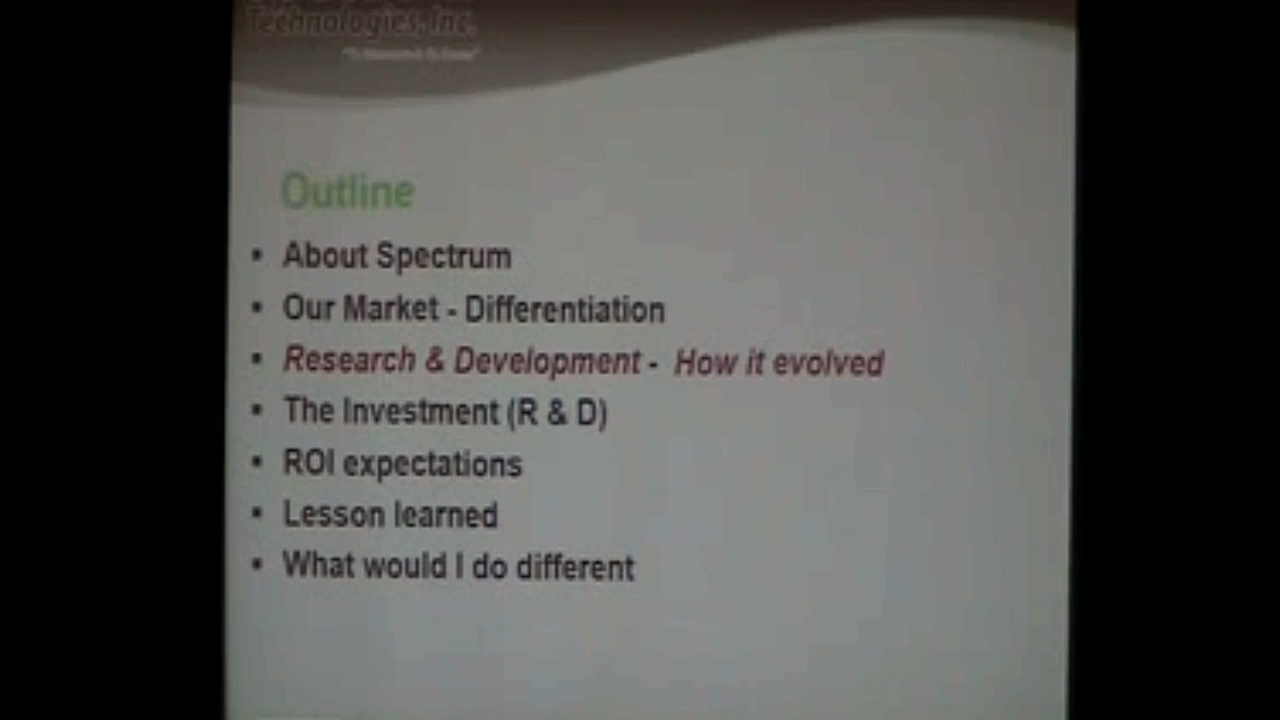 Technologies, Inc.
Outline
▪ About Spectrum
▪ Our Market - Differentiation
▪ Research & Development - How it evolved
▪ The Investment (R & D)
▪ ROI expectations
▪ Lesson learned
▪ What would I do different